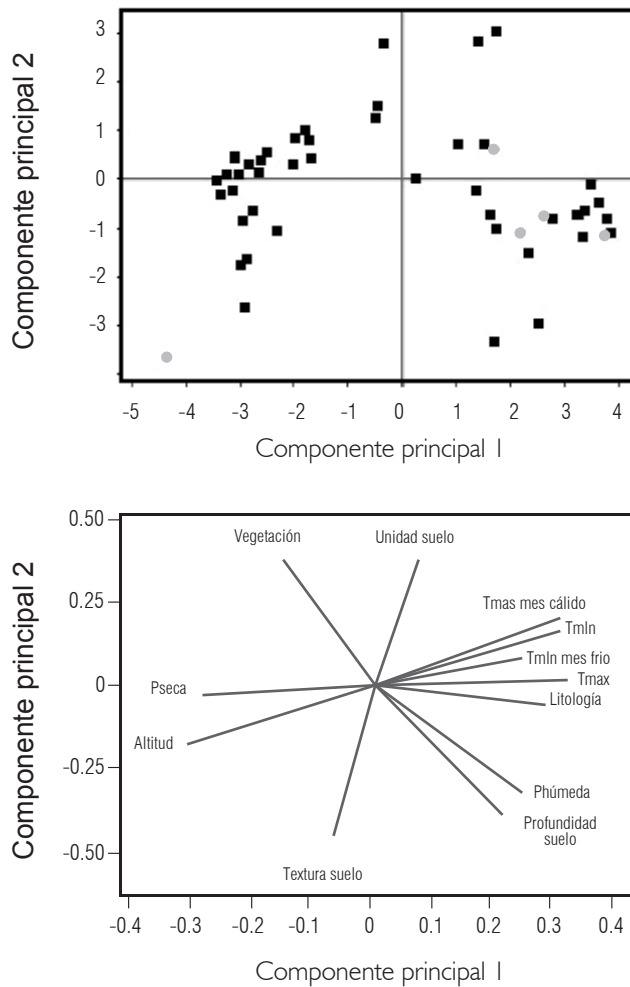 3
2
1
0
-1
-2
-3
Componente principal 2
-5 -4 -3 -2 -1 0 1 2 3 4
Componente principal 1
0.50
0.25
0
-0.25
-0.50
Componente principal 2
Vegetación
Unidad suelo
Tmas mes cálido
TmIn
TmIn mes frio
Tmax
Litología
Pseca
Altitud
Phúmeda
Profundidad
suelo
Textura suelo
-0.4 -0.3 -0.2 -0.1 0 0.1 0.2 0.3 0.4
Componente principal 1